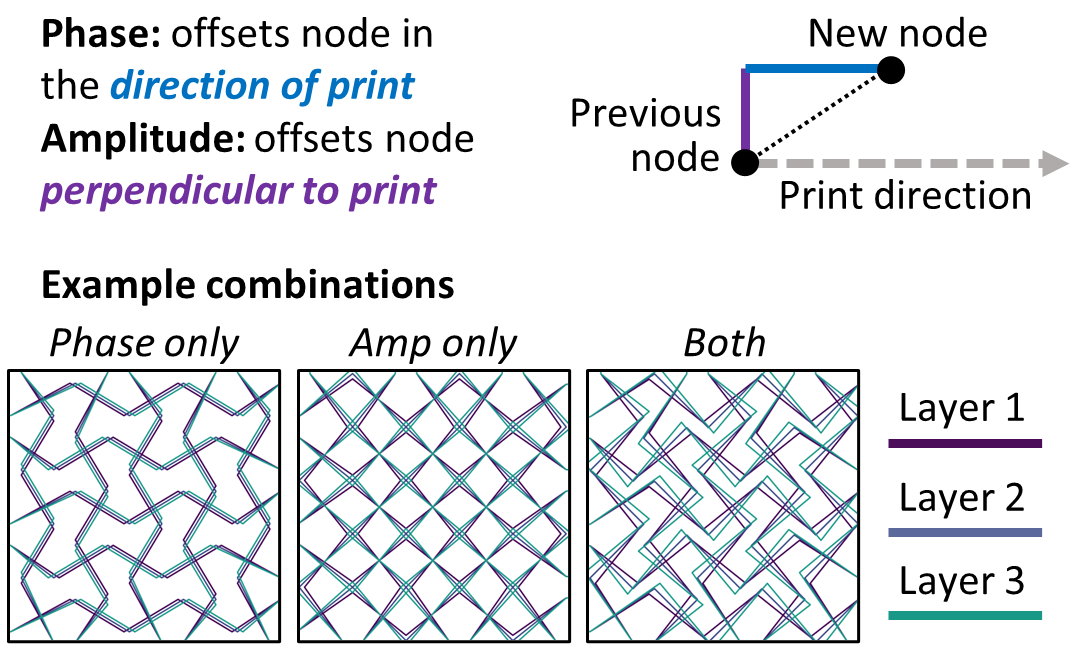 Phase: offsets node in
the direction of print
Amplitude: offsets node
perpendicular to print
New node
Previous
node
Print direction
Example combinations
Phase only
Amp only
Both
Layer 1
Layer 2
Layer 3